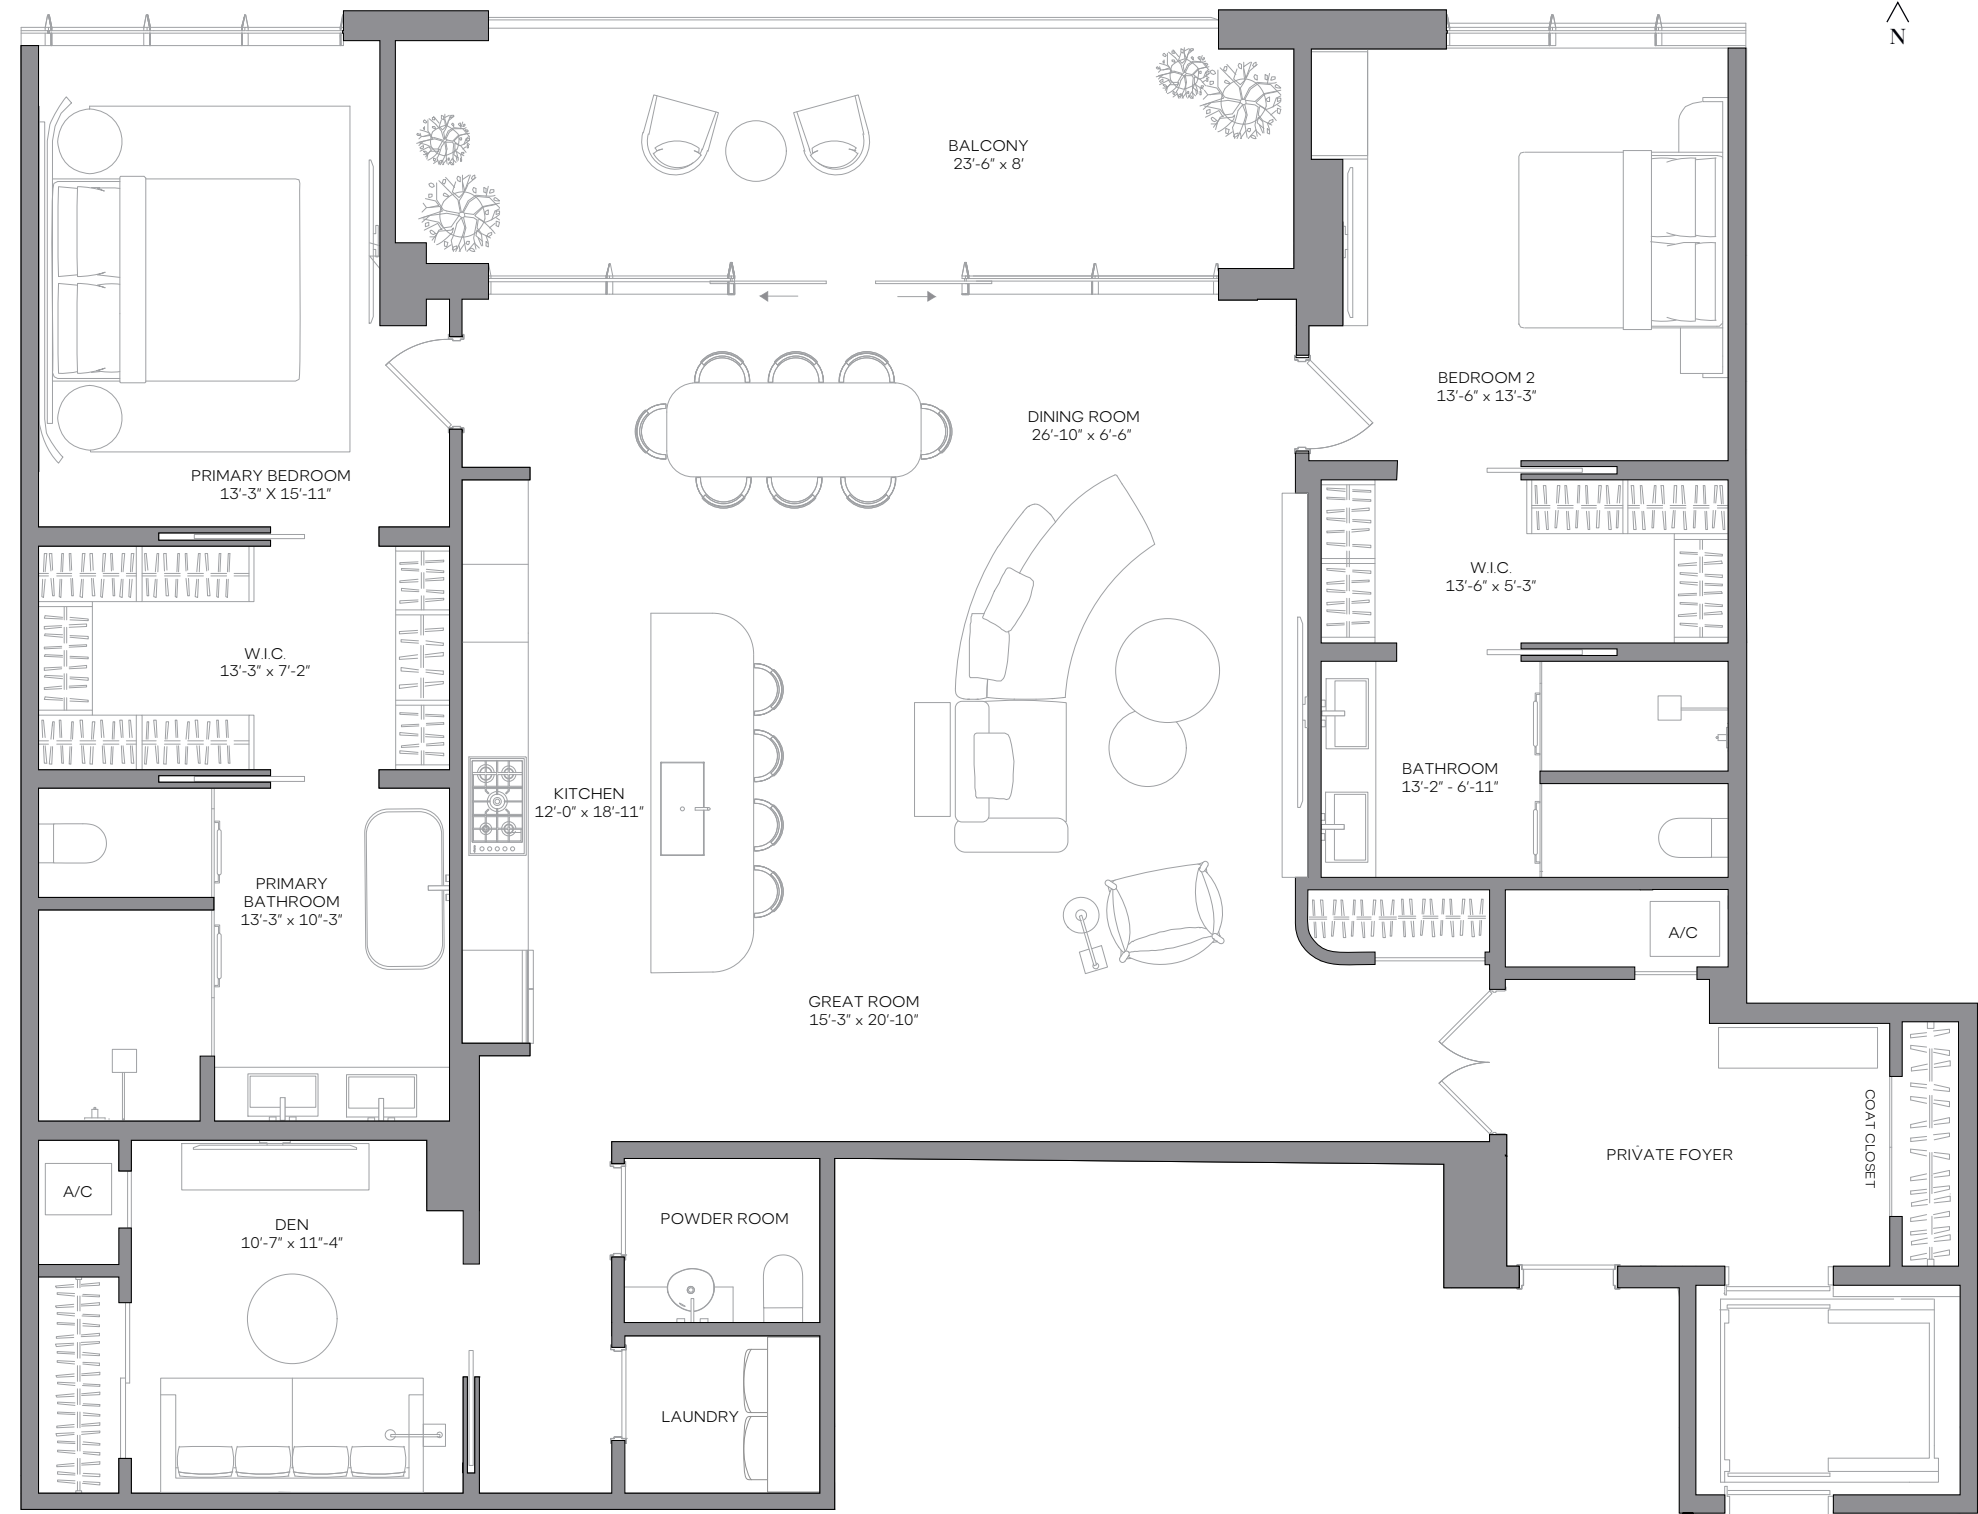 N
BALCONY
23'-6" x 8'
BEDROOM 2
13'-6" x 13'-3"
DINING ROOM
26'-10" x 6'-6"
PRIMARY BEDROOM
13'-3" X 15'-11"
W.I.C.
13'-6" x 5'-3"
W.I.C.
13'-3" x 7'-2"
BATHROOM
13'-2" - 6'-11"
KITCHEN
12'-0" x 18'-11"
PRIMARY
BATHROOM
13'-3" x 10"-3"
A/C
GREAT ROOM
15'-3" x 20'-10"
COAT CLOSET
PRIVATE FOYER
A/C
POWDER ROOM
DEN
10'-7" x 11"-4"
LAUNDRY